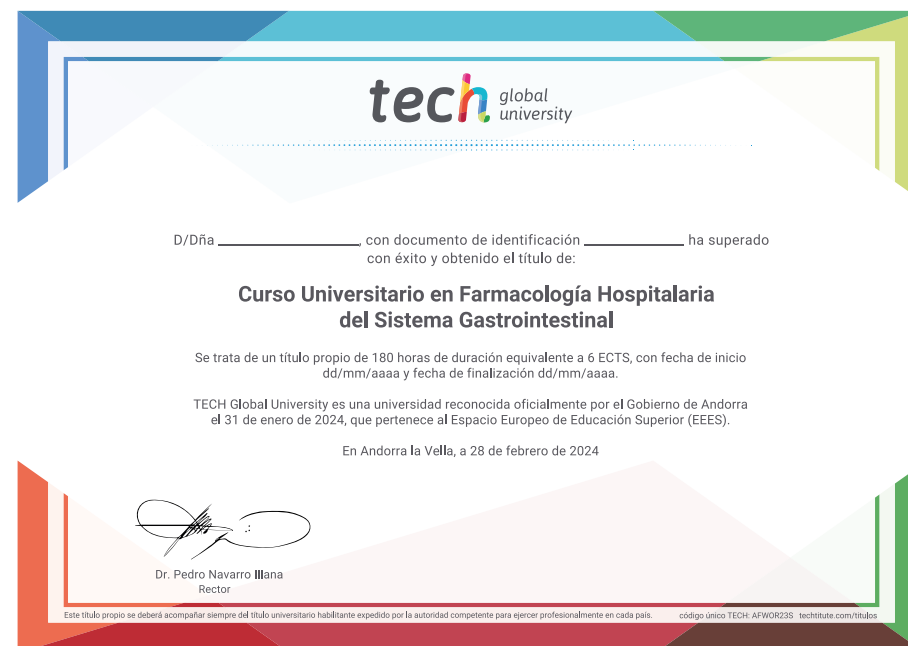 tech global university
D/Dña ____________________, con documento de identificación ______________ ha superado
con éxito y obtenido el título de:
Curso Universitario en Farmacología Hospitalaria
del Sistema Gastrointestinal
Se trata de un título propio de 180 horas de duración equivalente a 6 ECTS, con fecha de inicio
dd/mm/aaaa y fecha de finalización dd/mm/aaaa.
TECH Global University es una universidad reconocida oficialmente por el Gobierno de Andorra
el 31 de enero de 2024, que pertenece al Espacio Europeo de Educación Superior (EEES).
En Andorra la Vella, a 28 de febrero de 2024
Dr. Pedro Navarro Illana
Rector
Este título propio se deberá acompañar siempre del título universitario habilitante expedido por la autoridad competente para ejercer profesionalmente en cada país. código único TECH: AFWOR23S techtitute.com/titulos